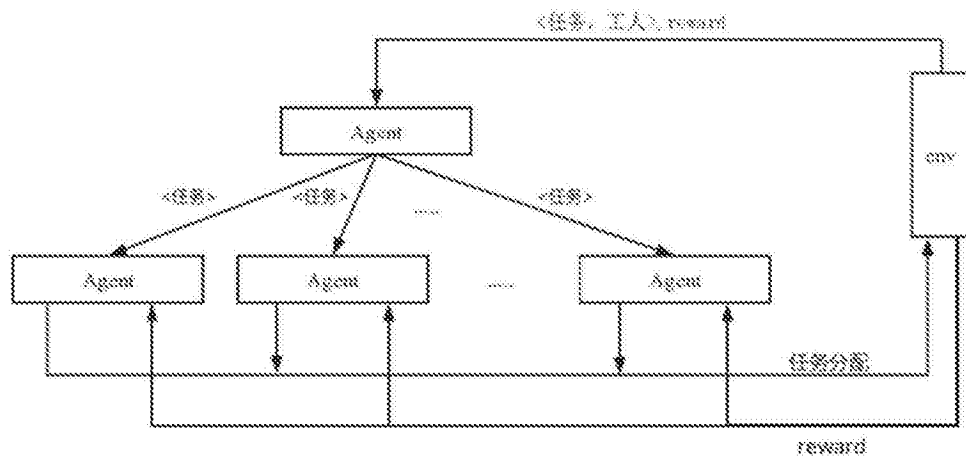 <任务，工人>, reward
Agent
env
<任务>
<任务>
.....
<任务>
Agent
Agent
.....
Agent
任务分配
reward